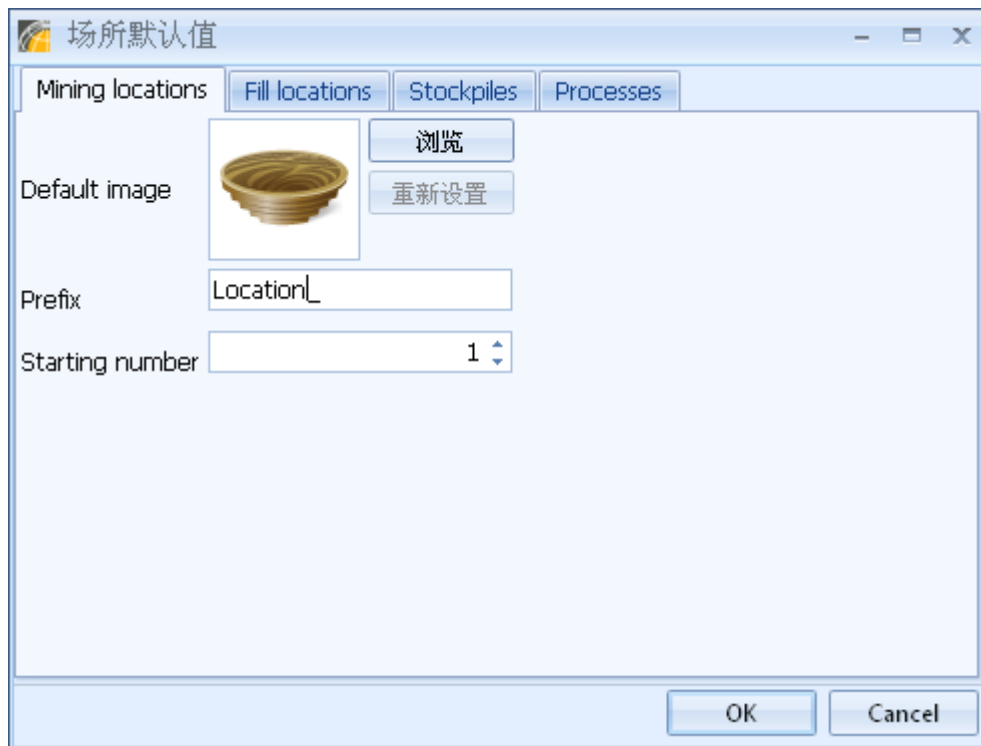 场所默认值
Mining locations Fill locations Stockpiles Processes
浏览
Default image
重新设置
Prefix Location_
Starting number 1
OK Cancel